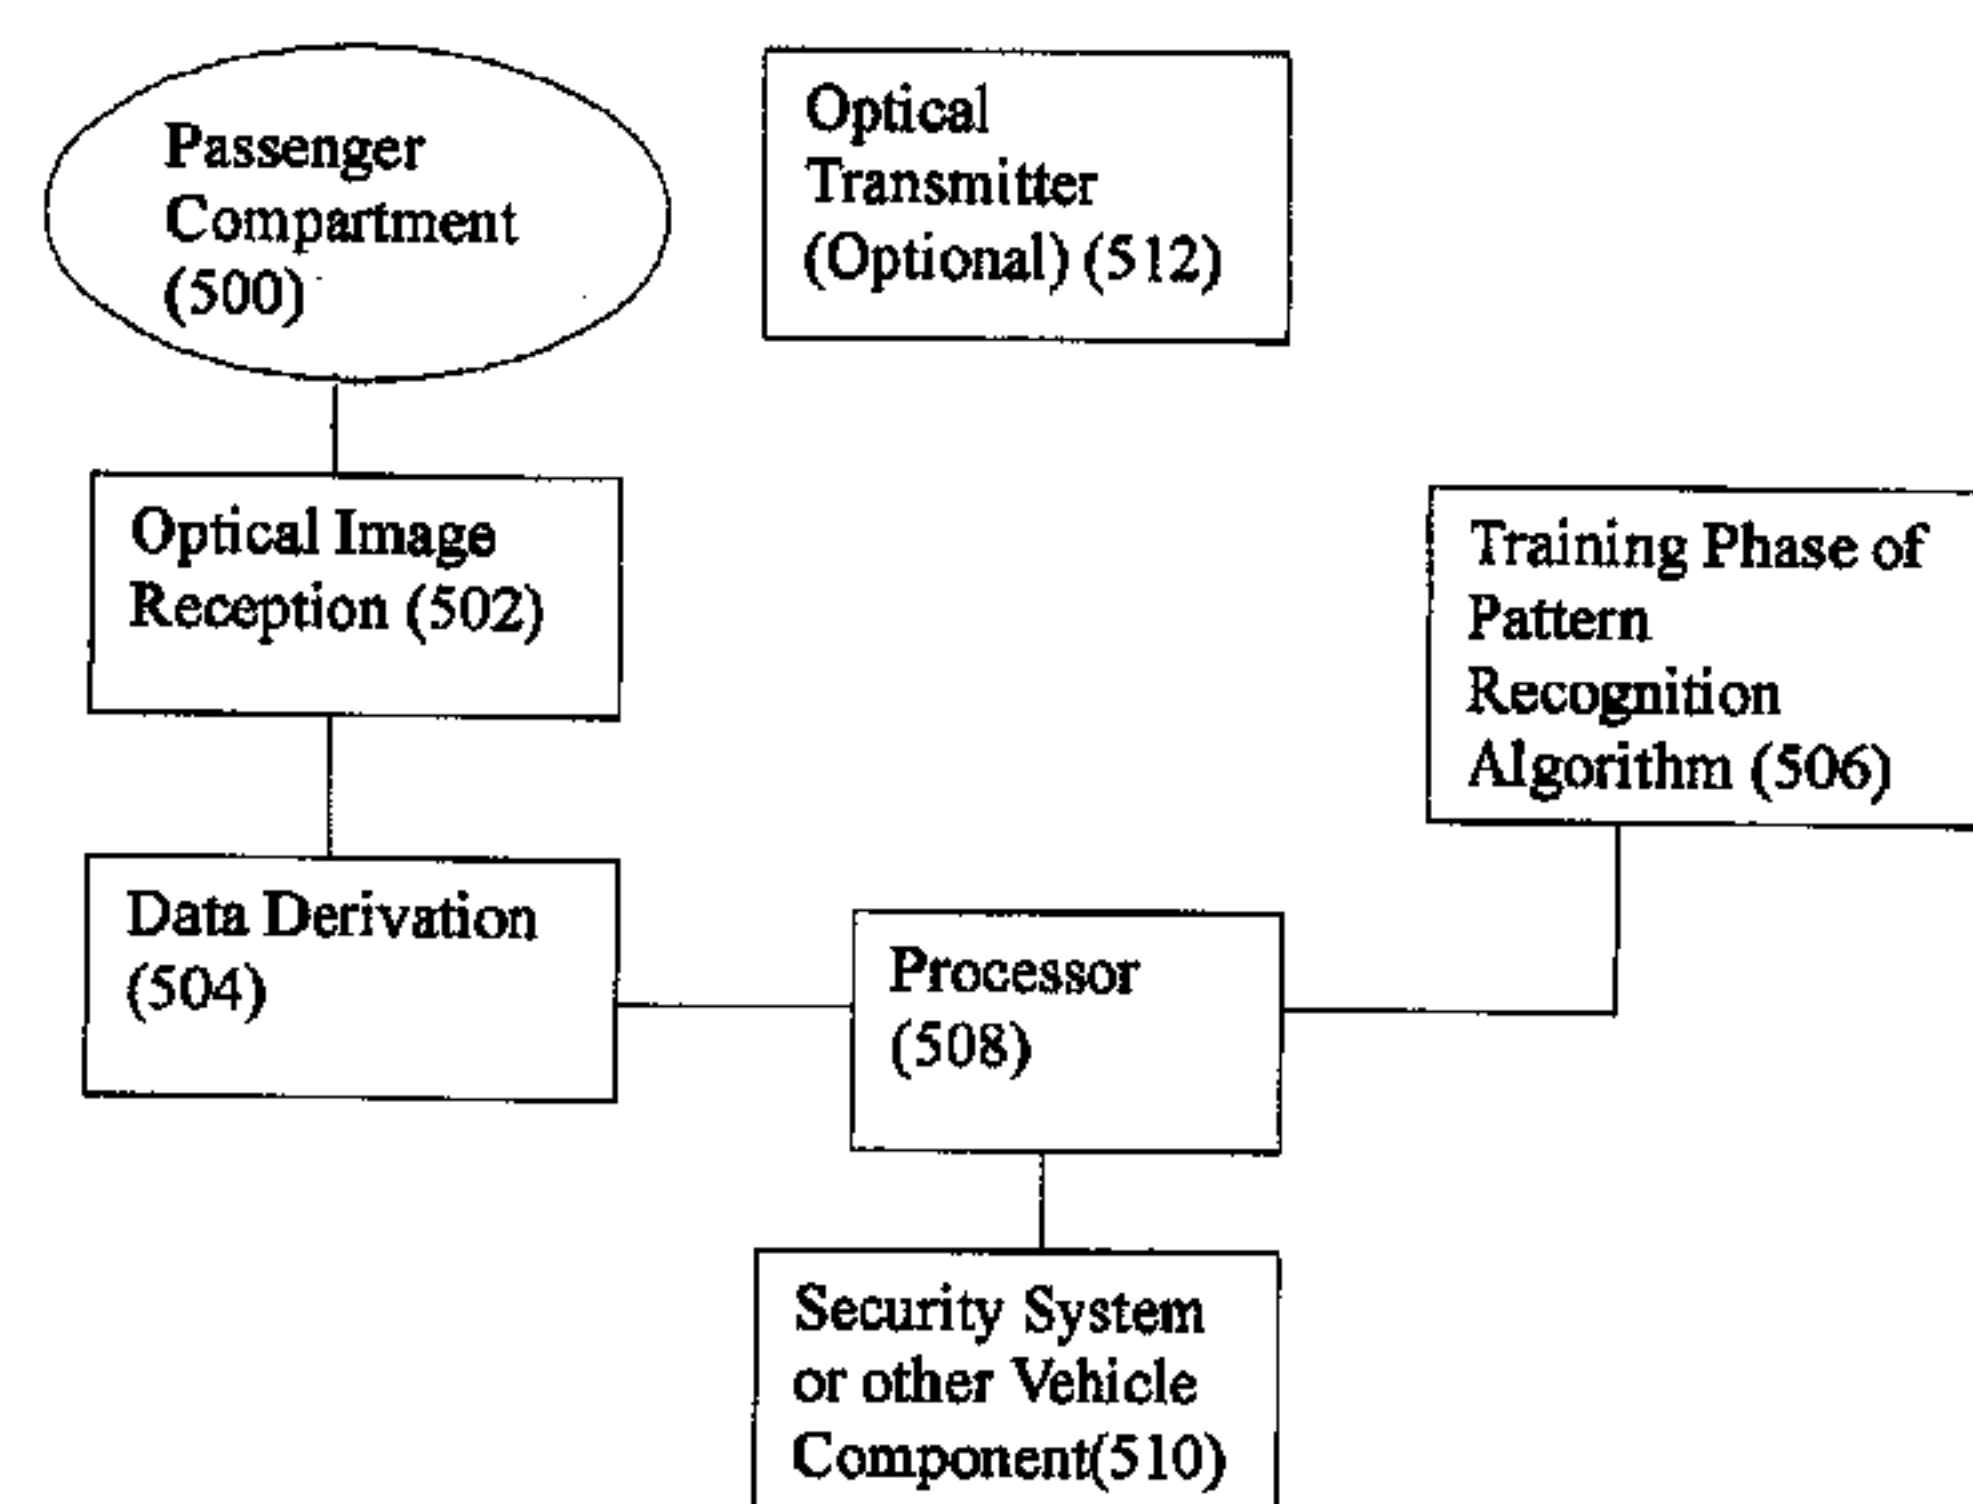 Passenger
Compartment
(500)
Optical
Transmitter
(Optional) (512)
Optical Image
Reception (502)
Training Phase of
Pattern
Recognition
Algorithm (506)
Data Derivation
(504)
Processor
(508)
Security System
or other Vehicle
Component(510)